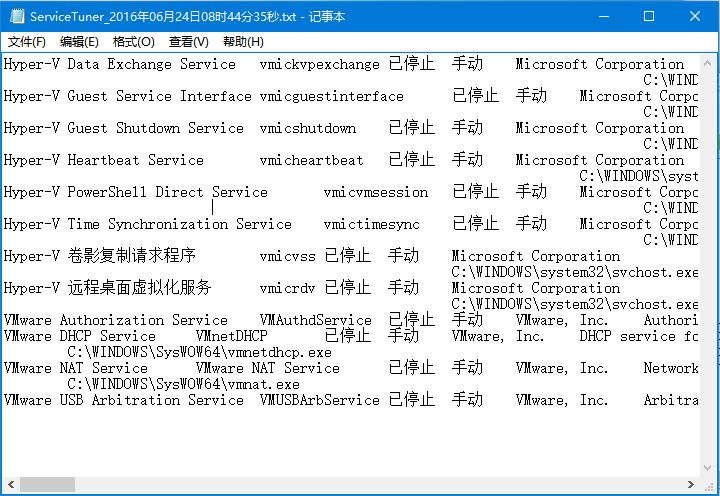 ServiceTuner_2016年06月24日08时44分35秒.txt - 记事本
文件(F) 编辑(E) 格式(O) 查看(V) 帮助(H)
Hyper-V Data Exchange Service vmickvpexchange 已停止 手动 Microsoft Corporation
C:\WIND
Hyper-V Guest Service Interface vmicguestinterface 已停止 手动 Microsoft Corpo
C:\WIND
Hyper-V Guest Shutdown Service vmicshutdown 已停止 手动 Microsoft Corporation
C:\WIND
Hyper-V Heartbeat Service vmicheartbeat 已停止 手动 Microsoft Corporation
C:\WINDOWS\syst
Hyper-V PowerShell Direct Service vmicvmsession 已停止 手动 Microsoft Corpo
C:\WIND
Hyper-V Time Synchronization Service vmictimesync 已停止 手动 Microsoft Corpo
C:\WIND
Hyper-V 卷影复制请求程序 vmicvss 已停止 手动 Microsoft Corporation
C:\WINDOWS\system32\svchost.exe
Hyper-V 远程桌面虚拟化服务 vmicrdv 已停止 手动 Microsoft Corporation
C:\WINDOWS\system32\svchost.exe
VMware Authorization Service VMAuthdService 已停止 手动 VMware, Inc. Authori
VMware DHCP Service VMnetDHCP 已停止 手动 VMware, Inc. DHCP service fo
C:\WINDOWS\SysWOW64\vmnetdhcp.exe
VMware NAT Service VMware NAT Service 已停止 手动 VMware, Inc. Network
C:\WINDOWS\SysWOW64\vmnat.exe
VMware USB Arbitration Service VMUSBArbService 已停止 手动 VMware, Inc. Arbitra